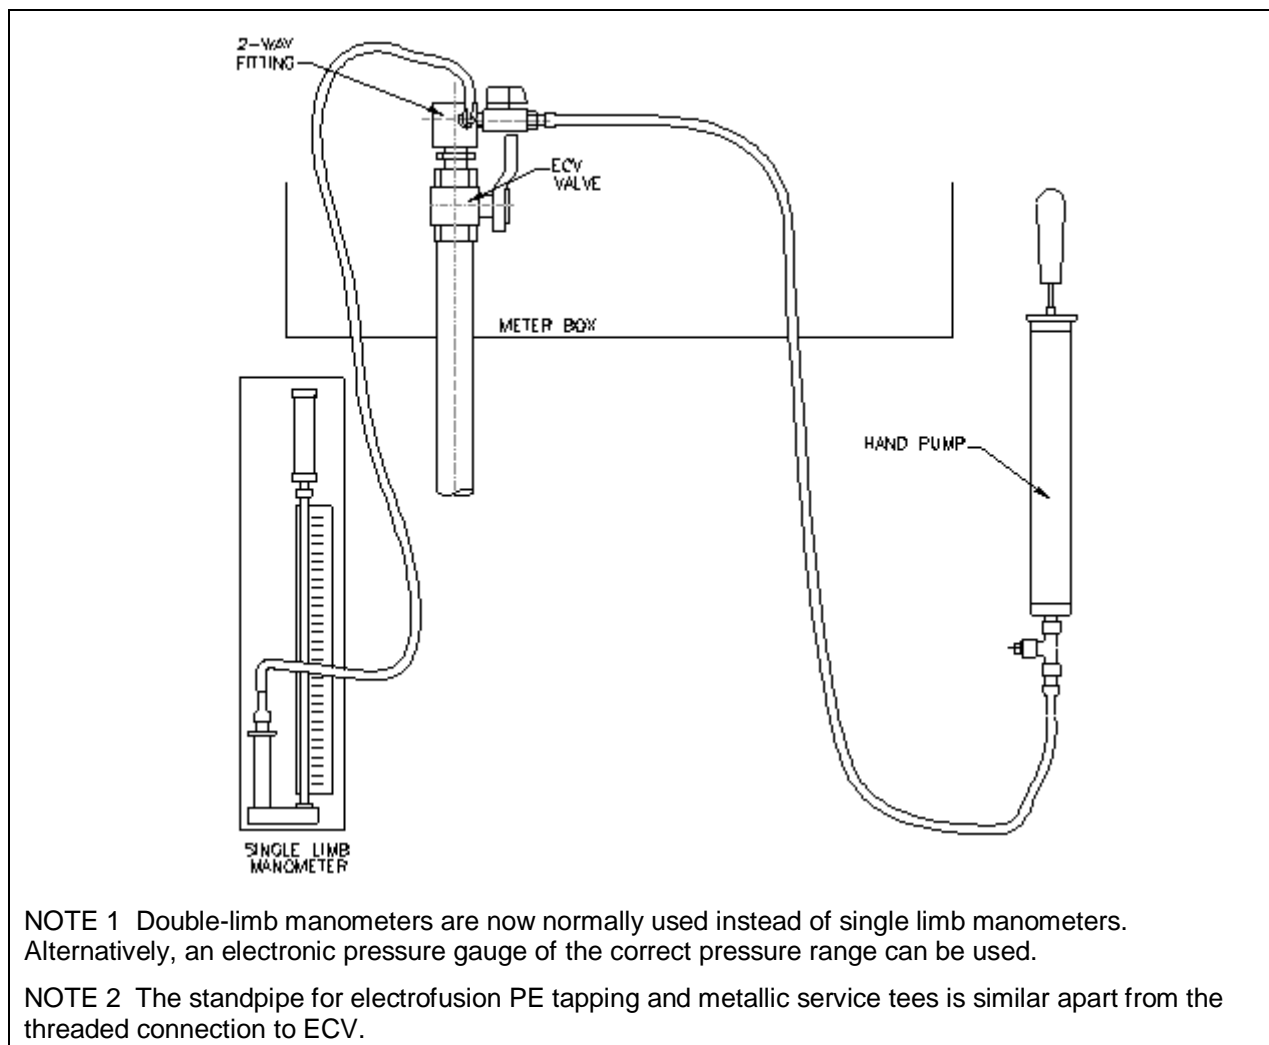 2-WAY
FITTING
ECV
VALVE
METER BOX
HAND PUMP
SINGLE LIMB
MANOMETER
NOTE 1 Double-limb manometers are now normally used instead of single limb manometers.
Alternatively, an electronic pressure gauge of the correct pressure range can be used.
NOTE 2 The standpipe for electrofusion PE tapping and metallic service tees is similar apart from the
threaded connection to ECV.